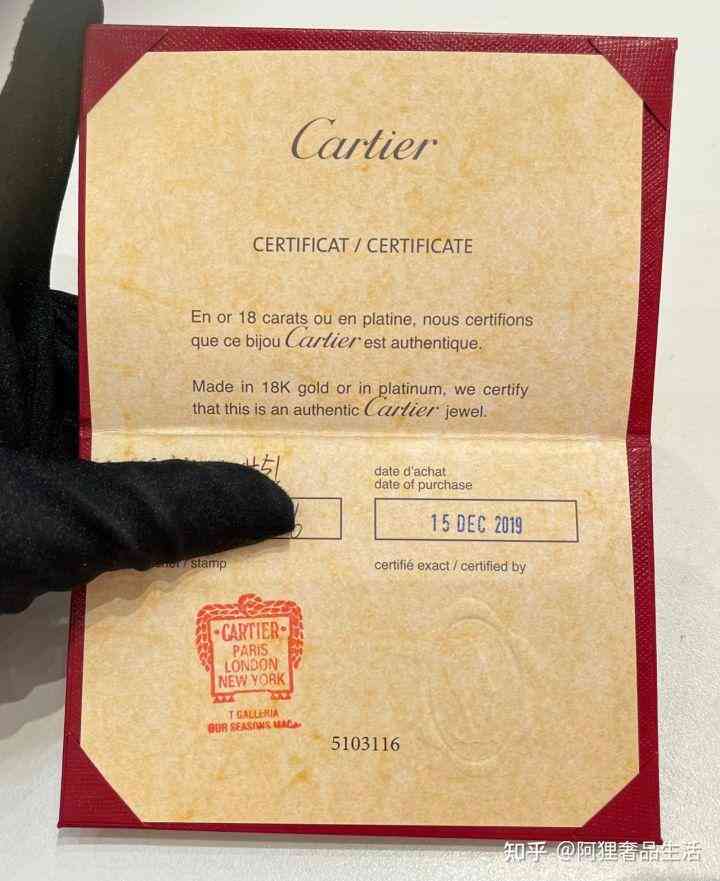 Cartier
CERTIFICAT / CERTIFICATE
En or 18 carats ou en platine, nous certifions
que ce bijou Cartier est authentique.
Made in 18K gold or in platinum, we certify
that this is an authentic Cartier jewel.
date d'achat
date of purchase
15 DEC 2019
/ stamp
certifié exact / certified by
CARTIER
PARIS
LONDON
NEW YORK
T GALLERIA
SEASONS
5103116
知乎 @阿狸奢品生活